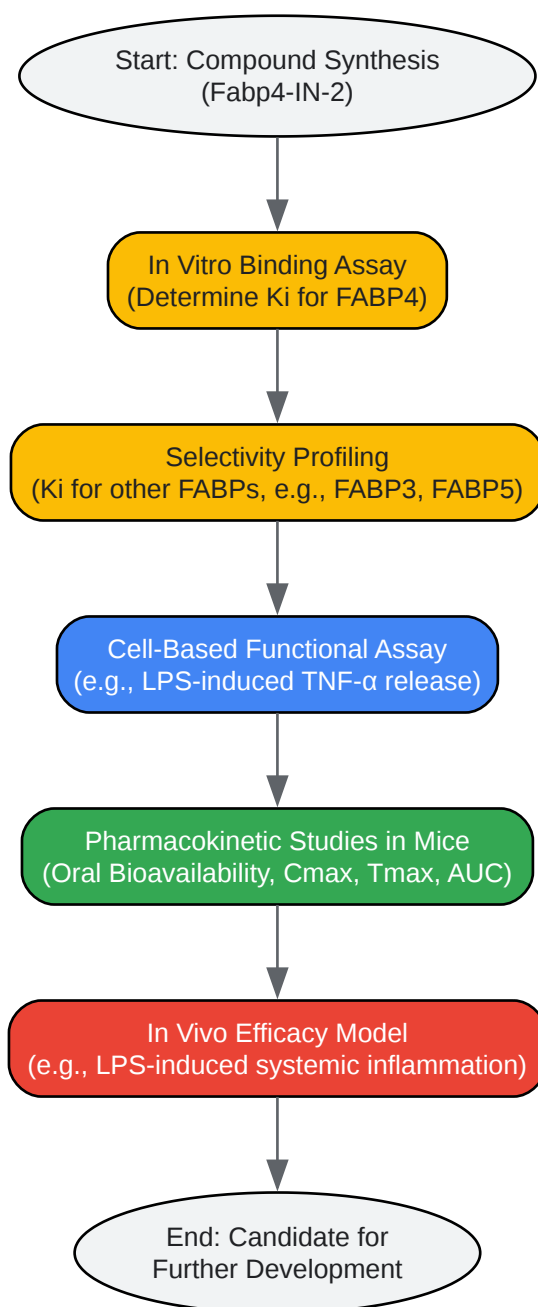 Start: Compound Synthesis
(Fabp4-IN-2)
In Vitro Binding Assay
(Determine Ki for FABP4)
Selectivity Profiling
(Ki for other FABPs, e.g., FABP3, FABP5)
Cell-Based Functional Assay
(e.g., LPS-induced TNF-α release)
Pharmacokinetic Studies in Mice
(Oral Bioavailability, Cmax, Tmax, AUC)
In Vivo Efficacy Model
(e.g., LPS-induced systemic inflammation)
End: Candidate for
Further Development